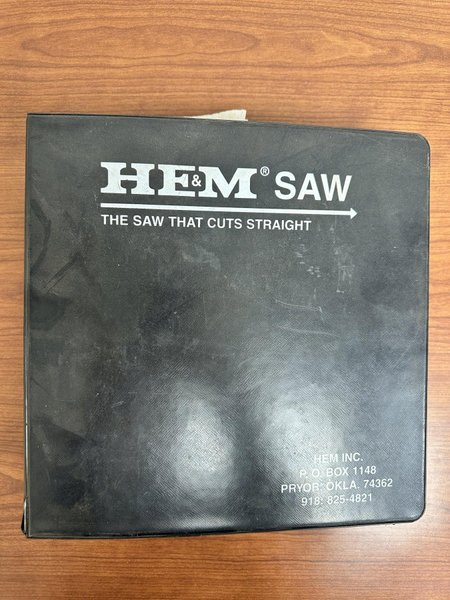 HE&M® SAW
THE SAW THAT CUTS STRAIGHT
HEM INC.
P.O. BOX 1148
PRYOR, OKLA. 74362
918: 825-4821